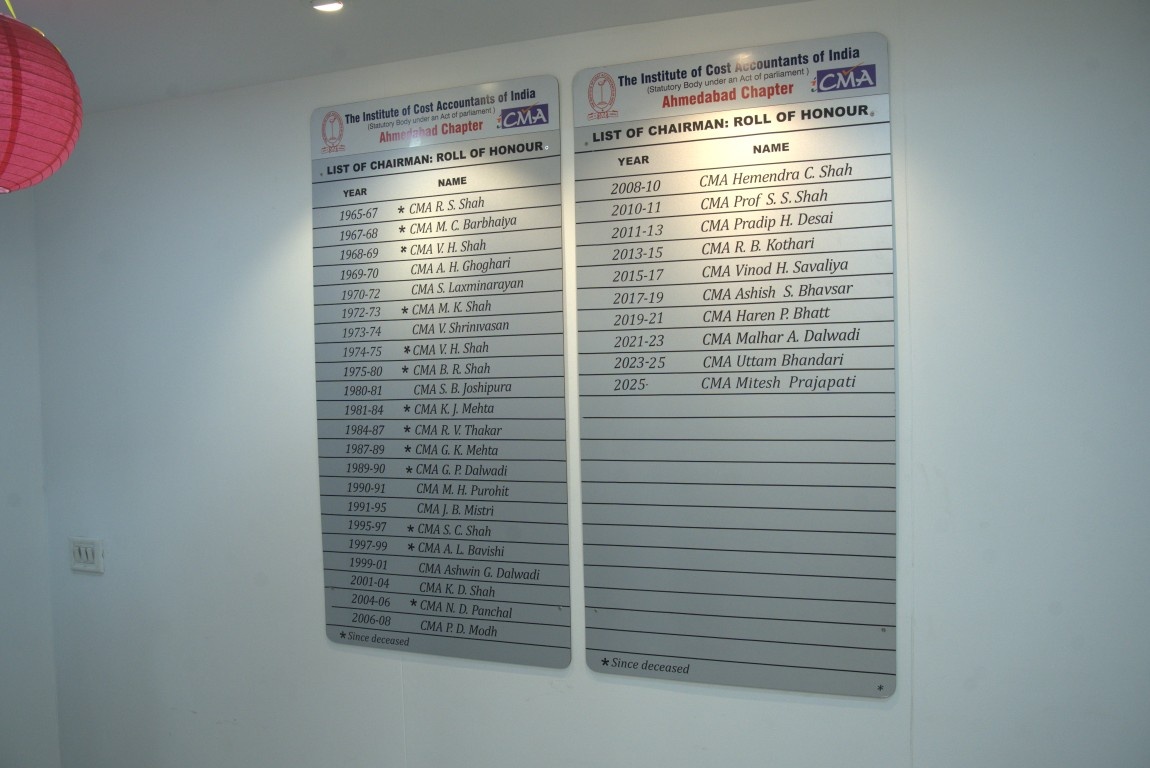 The Institute of Cost Accountants of India
(Statutory Body under an Act of parliament )
Ahmedabad Chapter
CMA
LIST OF CHAIRMAN: ROLL OF HONOUR
YEAR NAME
1965-67 * CMA R. S. Shah
1967-68 * CMA M. C. Barbhaiya
1968-69 * CMA V. H. Shah
1969-70 CMA A. H. Ghoghari
1970-72 CMA S. Laxminarayan
1972-73 * CMA M. K. Shah
1973-74 CMA V. Shrinivasan
1974-75 * CMA V. H. Shah
1975-80 * CMA B. R. Shah
1980-81 CMA S. B. Joshipura
1981-84 * CMA K. J. Mehta
1984-87 * CMA R. V. Thakar
1987-89 * CMA G. K. Mehta
1989-90 * CMA G. P. Dalwadi
1990-91 CMA M. H. Purohit
1991-95 CMA J. B. Mistri
1995-97 * CMA S. C. Shah
1997-99 * CMA A. L. Bavishi
1999-01 CMA Ashwin G. Dalwadi
2001-04 CMA K. D. Shah
2004-06 * CMA N. D. Panchal
2006-08 CMA P. D. Modh
* Since deceased
The Institute of Cost Accountants of India
(Statutory Body under an Act of parliament )
Ahmedabad Chapter
CMA
LIST OF CHAIRMAN: ROLL OF HONOUR
YEAR NAME
2008-10 CMA Hemendra C. Shah
2010-11 CMA Prof S. S. Shah
2011-13 CMA Pradip H. Desai
2013-15 CMA R. B. Kothari
2015-17 CMA Vinod H. Savaliya
2017-19 CMA Ashish S. Bhavsar
2019-21 CMA Haren P. Bhatt
2021-23 CMA Malhar A. Dalwadi
2023-25 CMA Uttam Bhandari
2025- CMA Mitesh Prajapati
* Since deceased
*